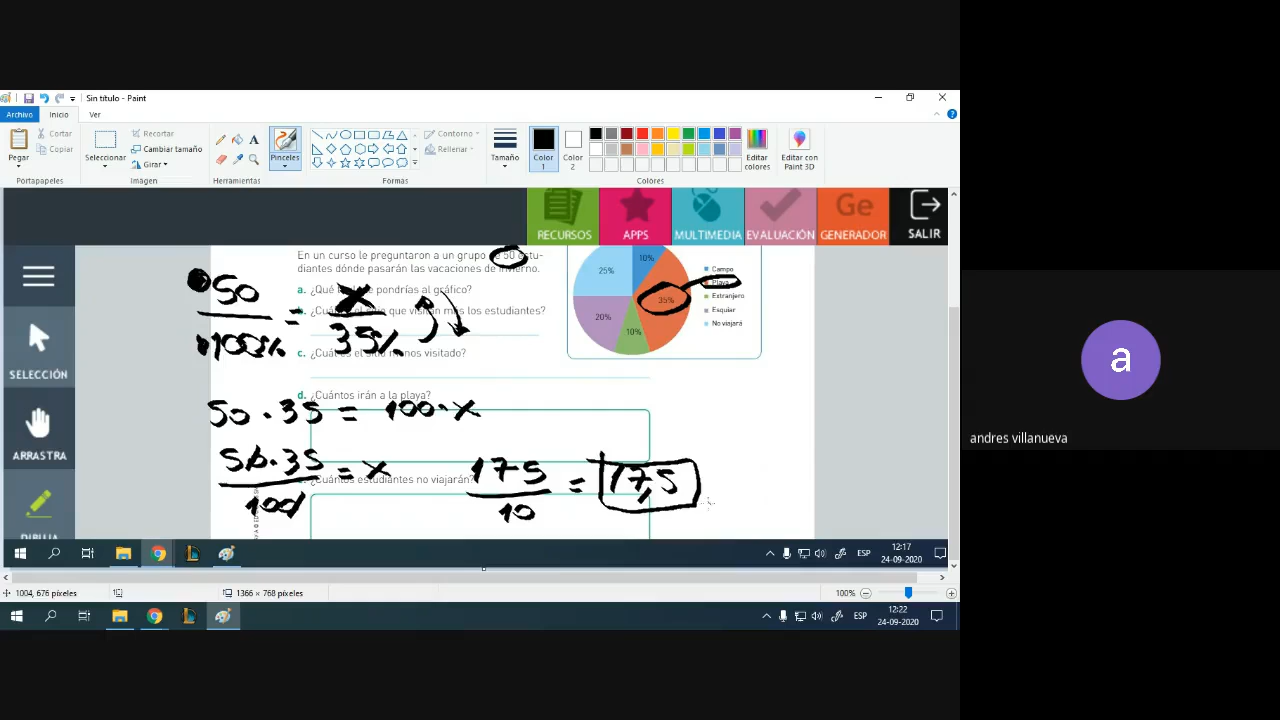 Sin título - Paint
Archivo Inicio Ver
Pegar
Cortar
Copiar
Portapapeles
Seleccionar
Recortar
Cambiar tamaño
Girar
Imagen
A
Herramientas
Pinceles
Contorno
Rellenar
Formas
Tamaño
Color 1
Color 2
Editar colores
Editar con Paint 3D
Colores
RECURSOS
APPS
MULTIMEDIA
EVALUACIÓN
Ge
GENERADOR
SALIR
SELECCIÓN
ARRASTRA
DIBUJA
En un curso le preguntaron a un grupo de 50 estu-
diantes dónde pasarán las vacaciones de invierno.
a. ¿Qué pondrías al gráfico?
b. que visitan más los estudiantes?
c. ¿Cuál es el sitio menos visitado?
d. ¿Cuántos irán a la playa?
¿Cuántos estudiantes no viajarán?
10%
25%
35%
20%
10%
Campo
Playa
Extranjero
Esquiar
No viajará
50 / 100% = x / 35%
50 · 35 = 100 · x
50 · 35 / 100 = x
175 / 10 = 17,5
ESP
12:17
24-09-2020
1004, 676 píxeles
1366 × 768 píxeles
100%
ESP
12:22
24-09-2020
a
andres villanueva